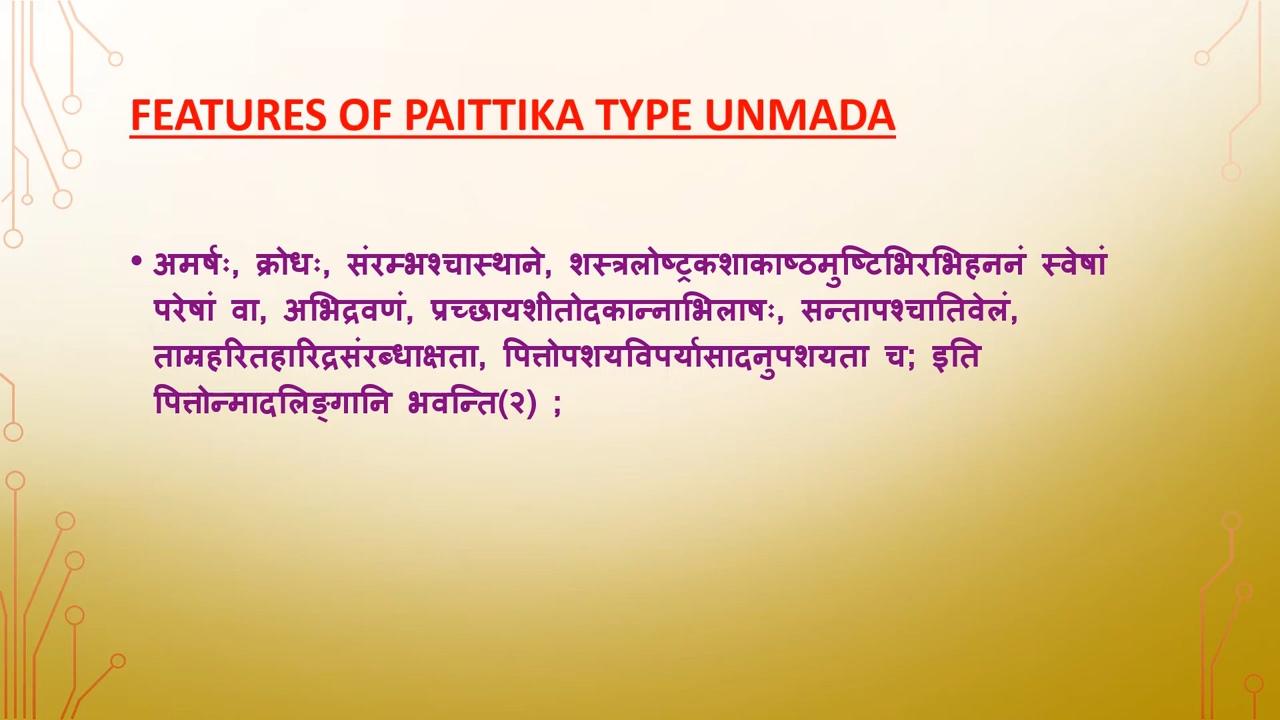 FEATURES OF PAITTIKA TYPE UNMADA
• अमर्षः, क्रोधः, संरम्भश्चास्थाने, शस्त्रलोष्ट्रकशाकाष्ठमुष्टिभिरभिहननं स्वेषां
परेषां वा, अभिद्रवणं, प्रच्छायशीतोदकान्नाभिलाषः, सन्तापश्चातिवेलं,
ताम्रहरितहारिद्रसंरब्धाक्षता, पित्तोपशयविपर्यासादनुपशयता च; इति
पित्तोन्मादलिङ्गानि भवन्ति(२) ;